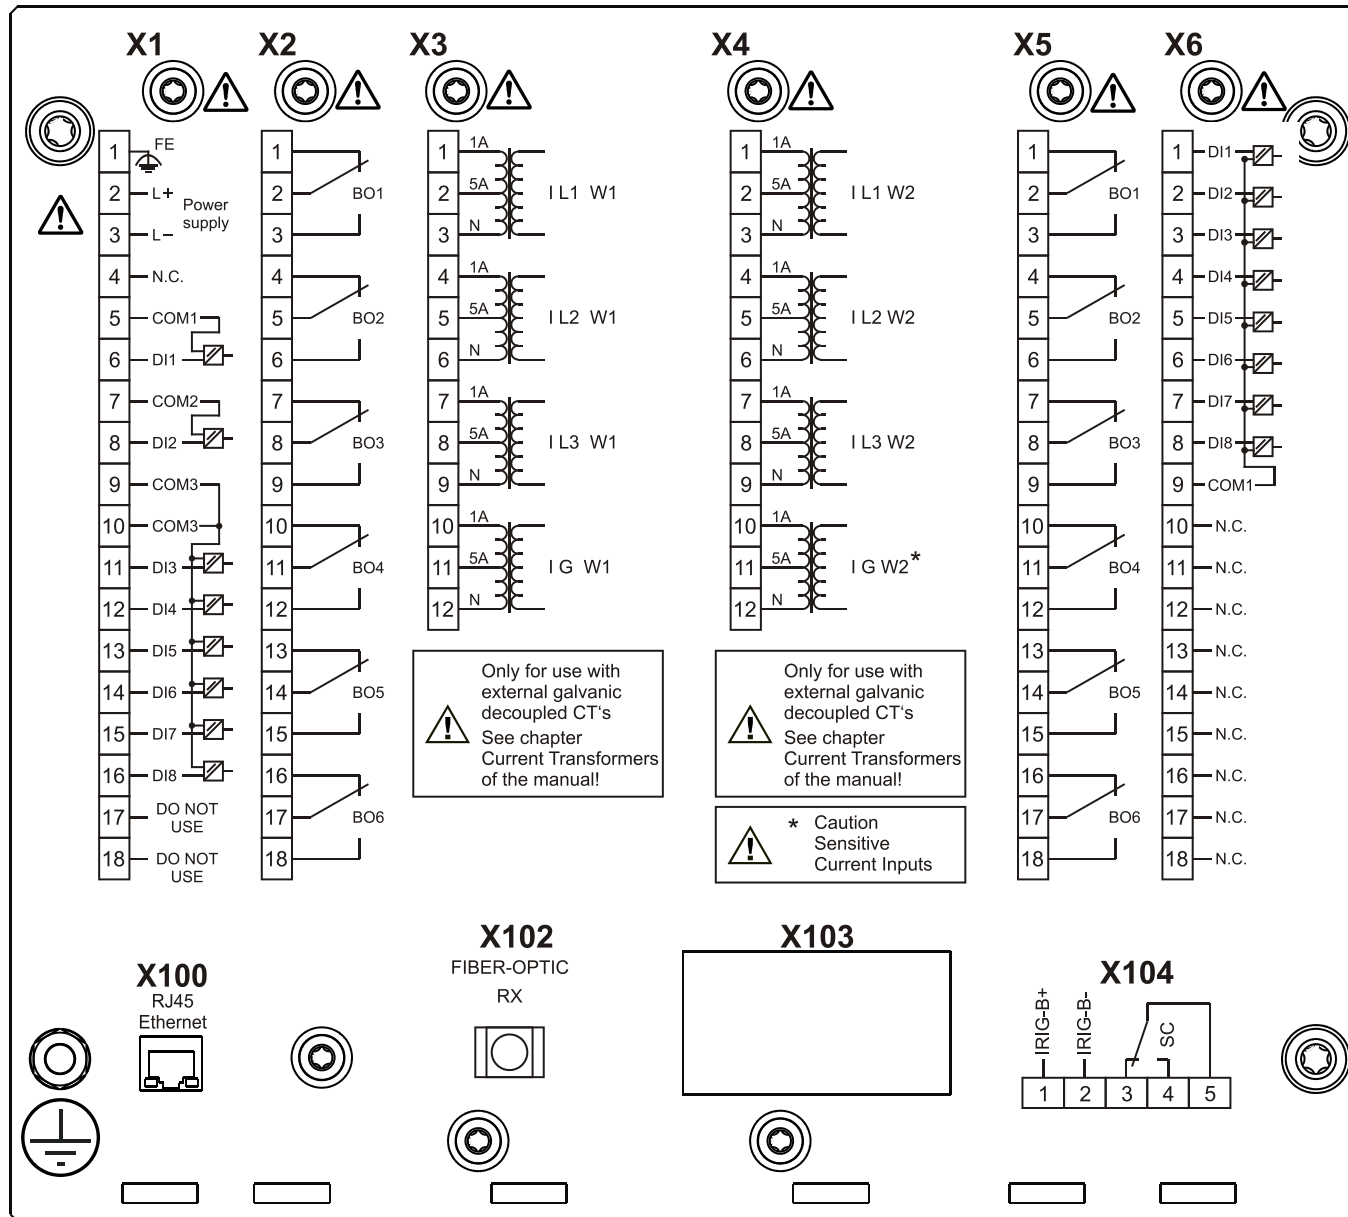 X1
1
FE
2
L+
Power
supply
3
L–
4
N.C.
5
COM1
6
DI1
7
COM2
8
DI2
9
COM3
10
COM3
11
DI3
12
DI4
13
DI5
14
DI6
15
DI7
16
DI8
17
DO NOT
USE
18
DO NOT
USE
X2
1
2
BO1
3
4
5
BO2
6
7
8
BO3
9
10
11
BO4
12
13
14
BO5
15
16
17
BO6
18
X3
1
1A
2
5A
I L1 W1
3
N
4
1A
5
5A
I L2 W1
6
N
7
1A
8
5A
I L3 W1
9
N
10
1A
11
5A
I G W1
12
N
Only for use with
external galvanic
decoupled CT‘s
See chapter
Current Transformers
of the manual!
X4
1
1A
2
5A
I L1 W2
3
N
4
1A
5
5A
I L2 W2
6
N
7
1A
8
5A
I L3 W2
9
N
10
1A
11
5A
I G W2*
12
N
Only for use with
external galvanic
decoupled CT‘s
See chapter
Current Transformers
of the manual!
* Caution
Sensitive
Current Inputs
X5
1
2
BO1
3
4
5
BO2
6
7
8
BO3
9
10
11
BO4
12
13
14
BO5
15
16
17
BO6
18
X6
1
DI1
2
DI2
3
DI3
4
DI4
5
DI5
6
DI6
7
DI7
8
DI8
9
COM1
10
N.C.
11
N.C.
12
N.C.
13
N.C.
14
N.C.
15
N.C.
16
N.C.
17
N.C.
18
N.C.
X100
RJ45
Ethernet
X102
FIBER-OPTIC
RX
X103
X104
IRIG-B+
IRIG-B-
SC
1 2 3 4 5